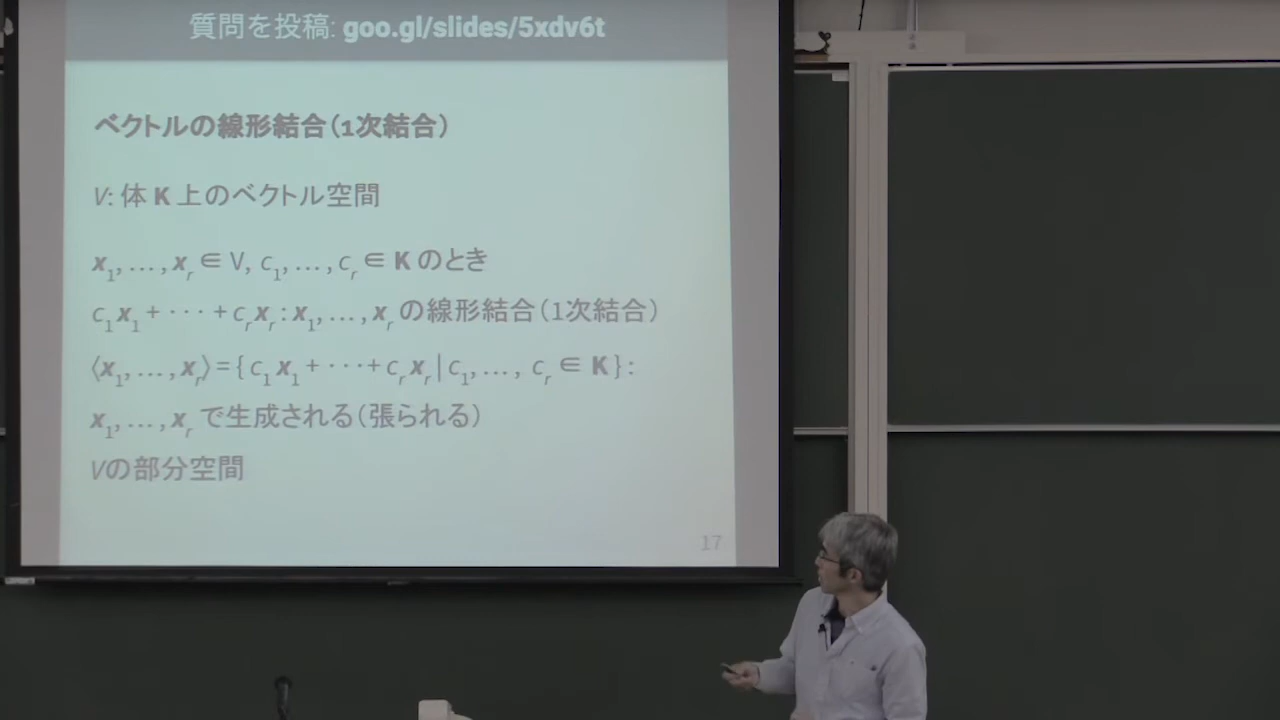 質問を投稿: goo.gl/slides/5xdv6t
ベクトルの線形結合（1次結合）
V: 体 K 上のベクトル空間
x₁,…,xᵣ ∈ V, c₁,…,cᵣ ∈ K のとき
c₁x₁ + ··· + cᵣxᵣ : x₁,…,xᵣ の線形結合（1次結合）
⟨x₁,…,xᵣ⟩ = { c₁x₁ + ··· + cᵣxᵣ | c₁,…, cᵣ ∈ K } :
x₁,…,xᵣ で生成される（張られる）
Vの部分空間
17